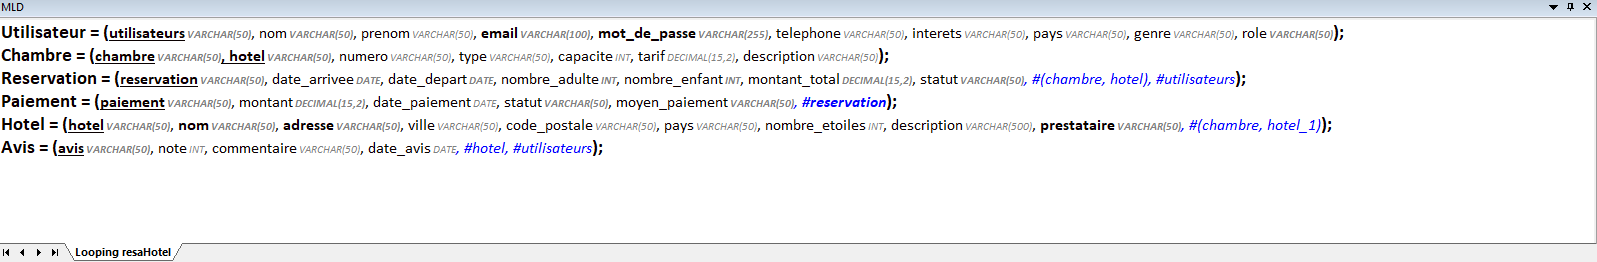 MLD
Utilisateur = (utilisateurs VARCHAR(50), nom VARCHAR(50), prenom VARCHAR(50), email VARCHAR(100), mot_de_passe VARCHAR(255), telephone VARCHAR(50), interets VARCHAR(50), pays VARCHAR(50), genre VARCHAR(50), role VARCHAR(50));
Chambre = (chambre VARCHAR(50), hotel VARCHAR(50), numero VARCHAR(50), type VARCHAR(50), capacite INT, tarif DECIMAL(15,2), description VARCHAR(50));
Reservation = (reservation VARCHAR(50), date_arrivee DATE, date_depart DATE, nombre_adulte INT, nombre_enfant INT, montant_total DECIMAL(15,2), statut VARCHAR(50), #(chambre, hotel), #utilisateurs);
Paiement = (paiement VARCHAR(50), montant DECIMAL(15,2), date_paiement DATE, statut VARCHAR(50), moyen_paiement VARCHAR(50), #reservation);
Hotel = (hotel VARCHAR(50), nom VARCHAR(50), adresse VARCHAR(50), ville VARCHAR(50), code_postale VARCHAR(50), pays VARCHAR(50), nombre_etoiles INT, description VARCHAR(500), prestataire VARCHAR(50), #(chambre, hotel_1));
Avis = (avis VARCHAR(50), note INT, commentaire VARCHAR(50), date_avis DATE, #hotel, #utilisateurs);
Looping resaHotel